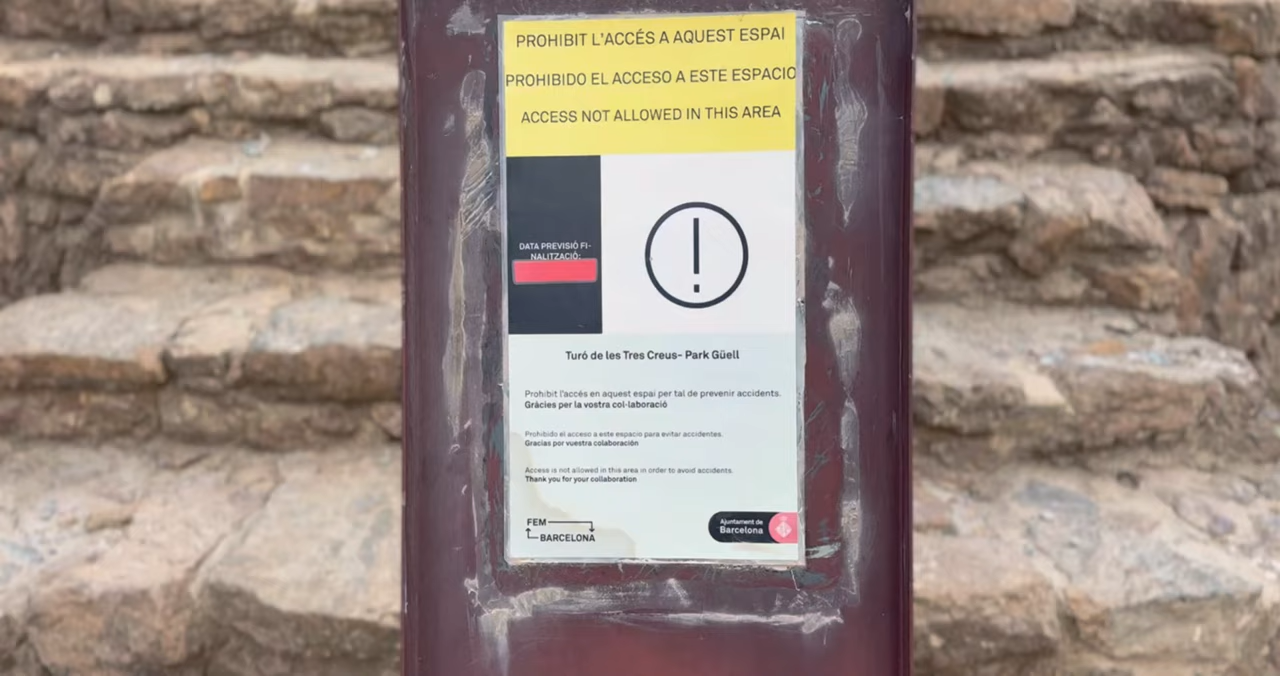 PROHIBIT L'ACCÉS A AQUEST ESPAI
PROHIBIDO EL ACCESO A ESTE ESPACIO
ACCESS NOT ALLOWED IN THIS AREA
DATA PREVISIÓ FI-
NALITZACIÓ:
Turó de les Tres Creus- Park Güell
Prohibit l'accés en aquest espai per tal de prevenir accidents.
Gràcies per la vostra col·laboració
Prohibido el acceso a este espacio para evitar accidentes.
Gracias por vuestra colaboración
Access is not allowed in this area in order to avoid accidents.
Thank you for your collaboration
FEM
BARCELONA
Ajuntament de
Barcelona